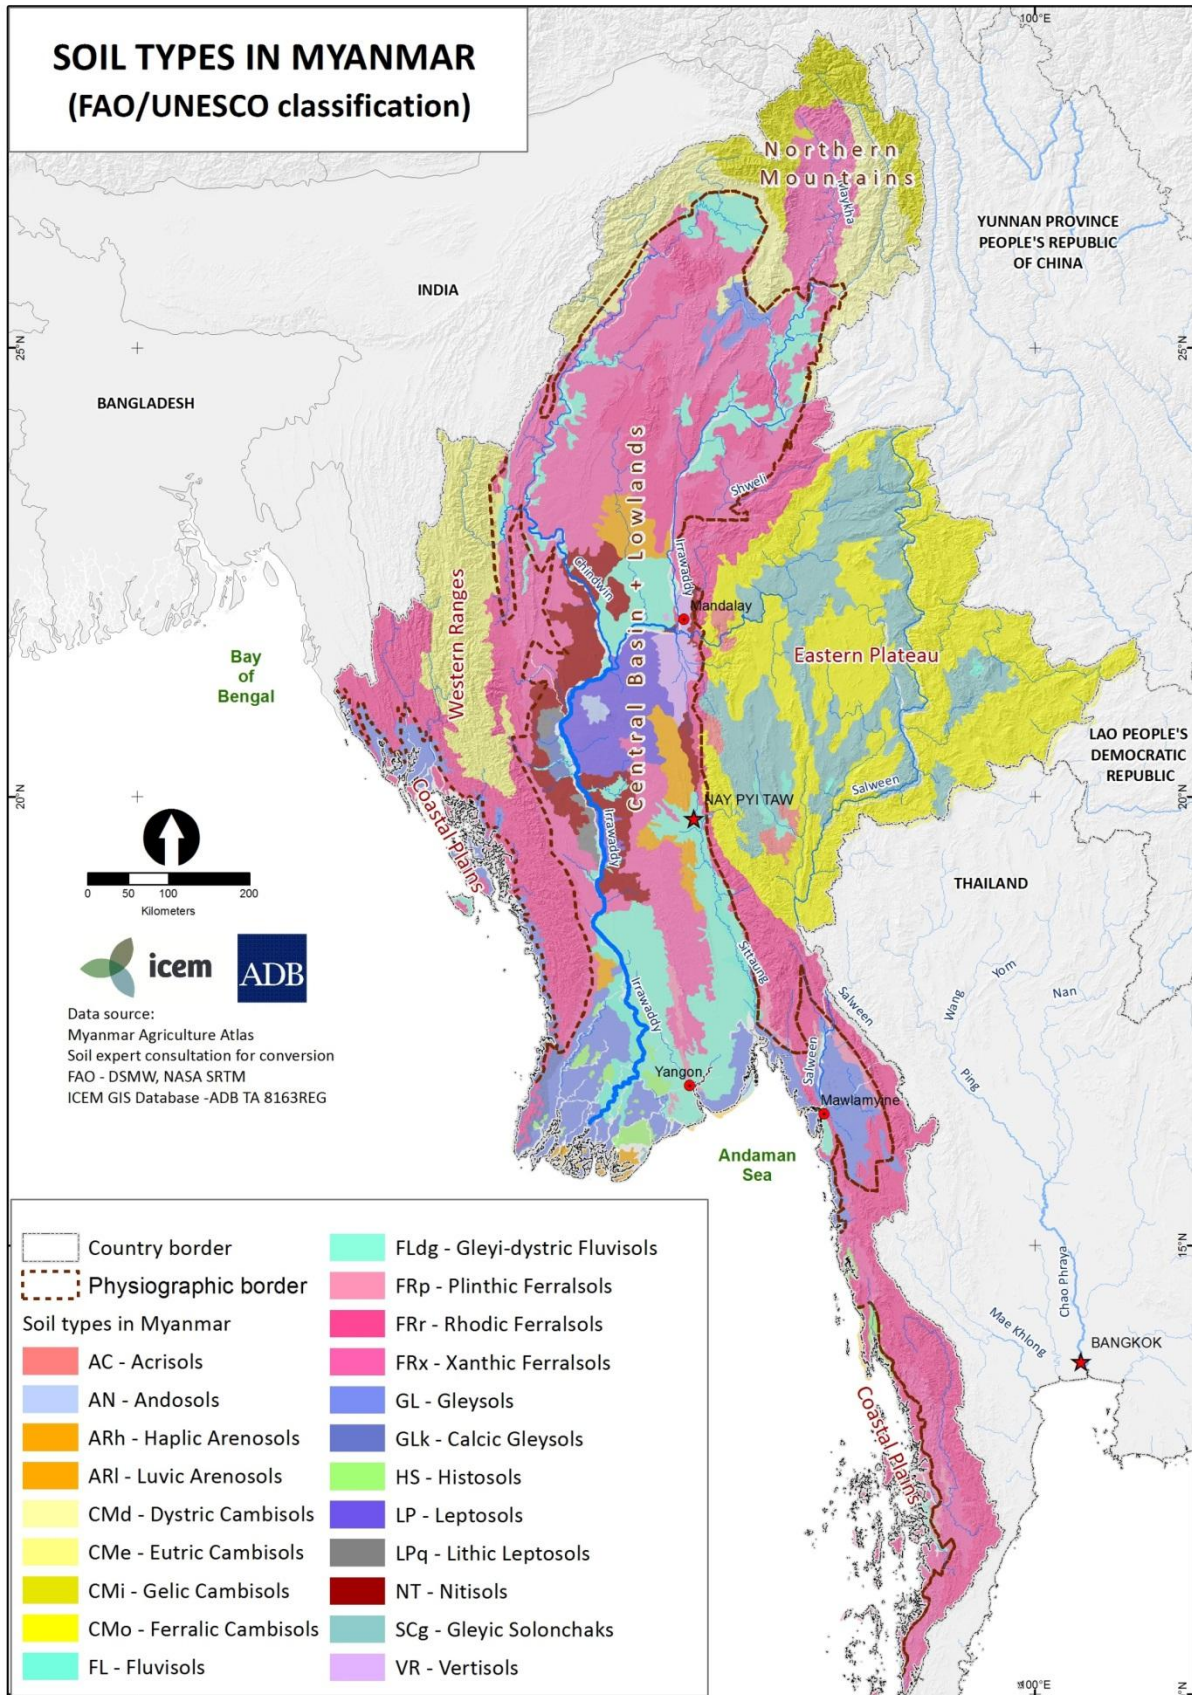 SOIL TYPES IN MYANMAR
(FAO/UNESCO classification)
100°E
Northern
Mountains
Maykha
YUNNAN PROVINCE
PEOPLE'S REPUBLIC
OF CHINA
INDIA
25°N
25°N
BANGLADESH
Central Basin + Lowlands
Shweli
Irrawaddy
Chindwin
Mandalay
Western Ranges
Eastern Plateau
Bay
of
Bengal
LAO PEOPLE'S
DEMOCRATIC
REPUBLIC
Salween
20°N
20°N
NAY PYI TAW
Coastal Plains
Irrawaddy
0 50 100 200
Kilometers
THAILAND
icem
ADB
Sittaung
Salween
Yom
Wang
Nan
Irrawaddy
Data source:
Myanmar Agriculture Atlas
Soil expert consultation for conversion
FAO - DSMW, NASA SRTM
ICEM GIS Database -ADB TA 8163REG
Yangon
Salween
Ping
Mawlamyine
Andaman
Sea
15°N
Chao Phraya
Mae Khlong
BANGKOK
Coastal Plains
Country border
Physiographic border
Soil types in Myanmar
AC - Acrisols
AN - Andosols
ARh - Haplic Arenosols
ARl - Luvic Arenosols
CMd - Dystric Cambisols
CMe - Eutric Cambisols
CMi - Gelic Cambisols
CMo - Ferralic Cambisols
FL - Fluvisols
FLdg - Gleyi-dystric Fluvisols
FRp - Plinthic Ferralsols
FRr - Rhodic Ferralsols
FRx - Xanthic Ferralsols
GL - Gleysols
GLk - Calcic Gleysols
HS - Histosols
LP - Leptosols
LPq - Lithic Leptosols
NT - Nitisols
SCg - Gleyic Solonchaks
VR - Vertisols
100°E
15°N